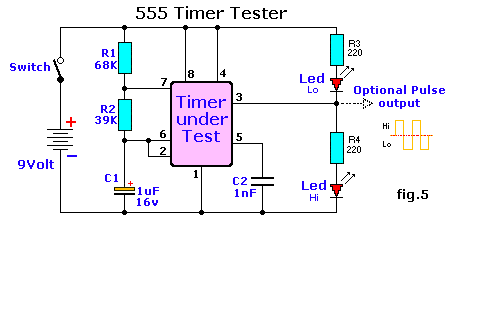 555 Timer Tester
Switch
9Volt
+
R1
68K
R2
39K
C1
+
1uF
16v
8
4
7
3
6
2
5
1
Timer
under
Test
C2
1nF
R3
220
Led
Lo
Optional Pulse
output
Hi
Lo
R4
220
Led
Hi
fig.5